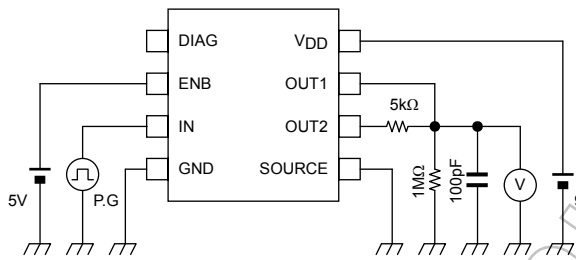 DIAG VDD
ENB OUT1
5kΩ
IN OUT2
GND SOURCE
1MΩ
100pF
V
5V P.G